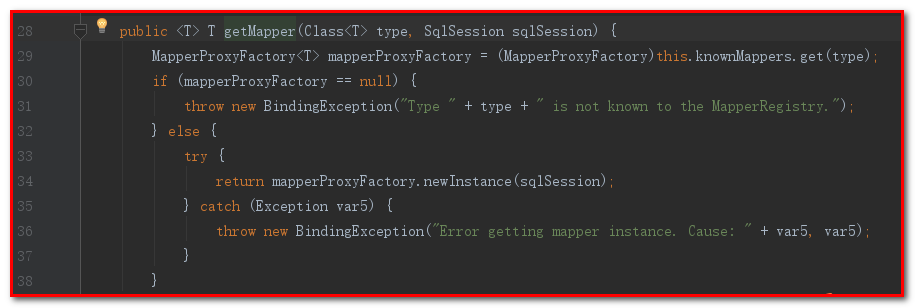 28 public <T> T getMapper(Class<T> type, SqlSession sqlSession) {
29 MapperProxyFactory<T> mapperProxyFactory = (MapperProxyFactory)this.knownMappers.get(type);
30 if (mapperProxyFactory == null) {
31 throw new BindingException("Type " + type + " is not known to the MapperRegistry.");
32 } else {
33 try {
34 return mapperProxyFactory.newInstance(sqlSession);
35 } catch (Exception var5) {
36 throw new BindingException("Error getting mapper instance. Cause: " + var5, var5);
37 }
38 }